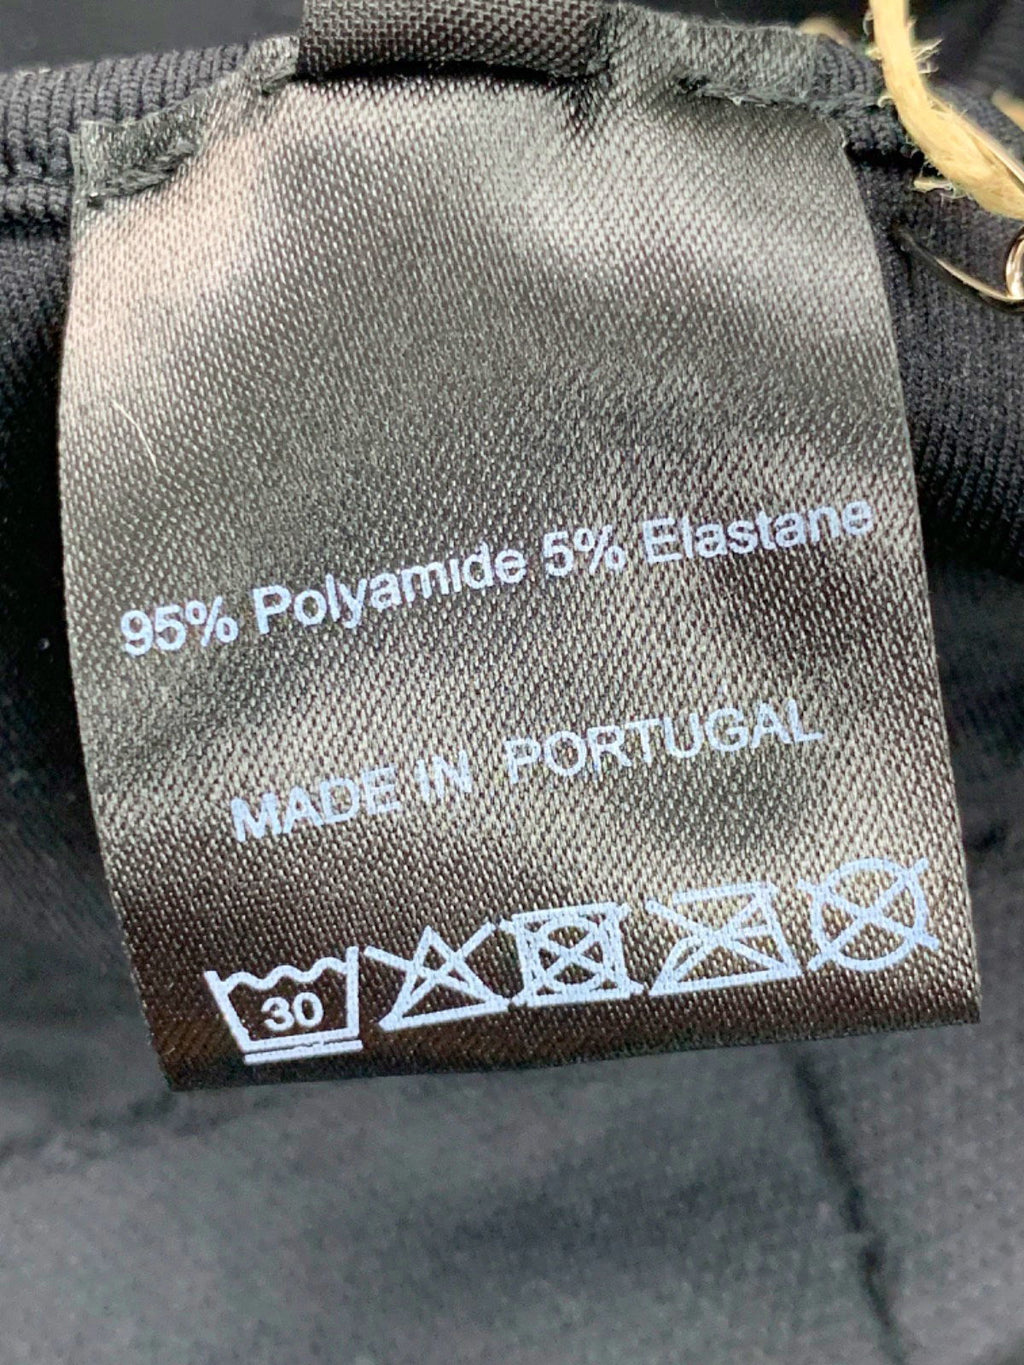 95% Polyamide 5% Elastane
MADE IN PORTUGAL
30